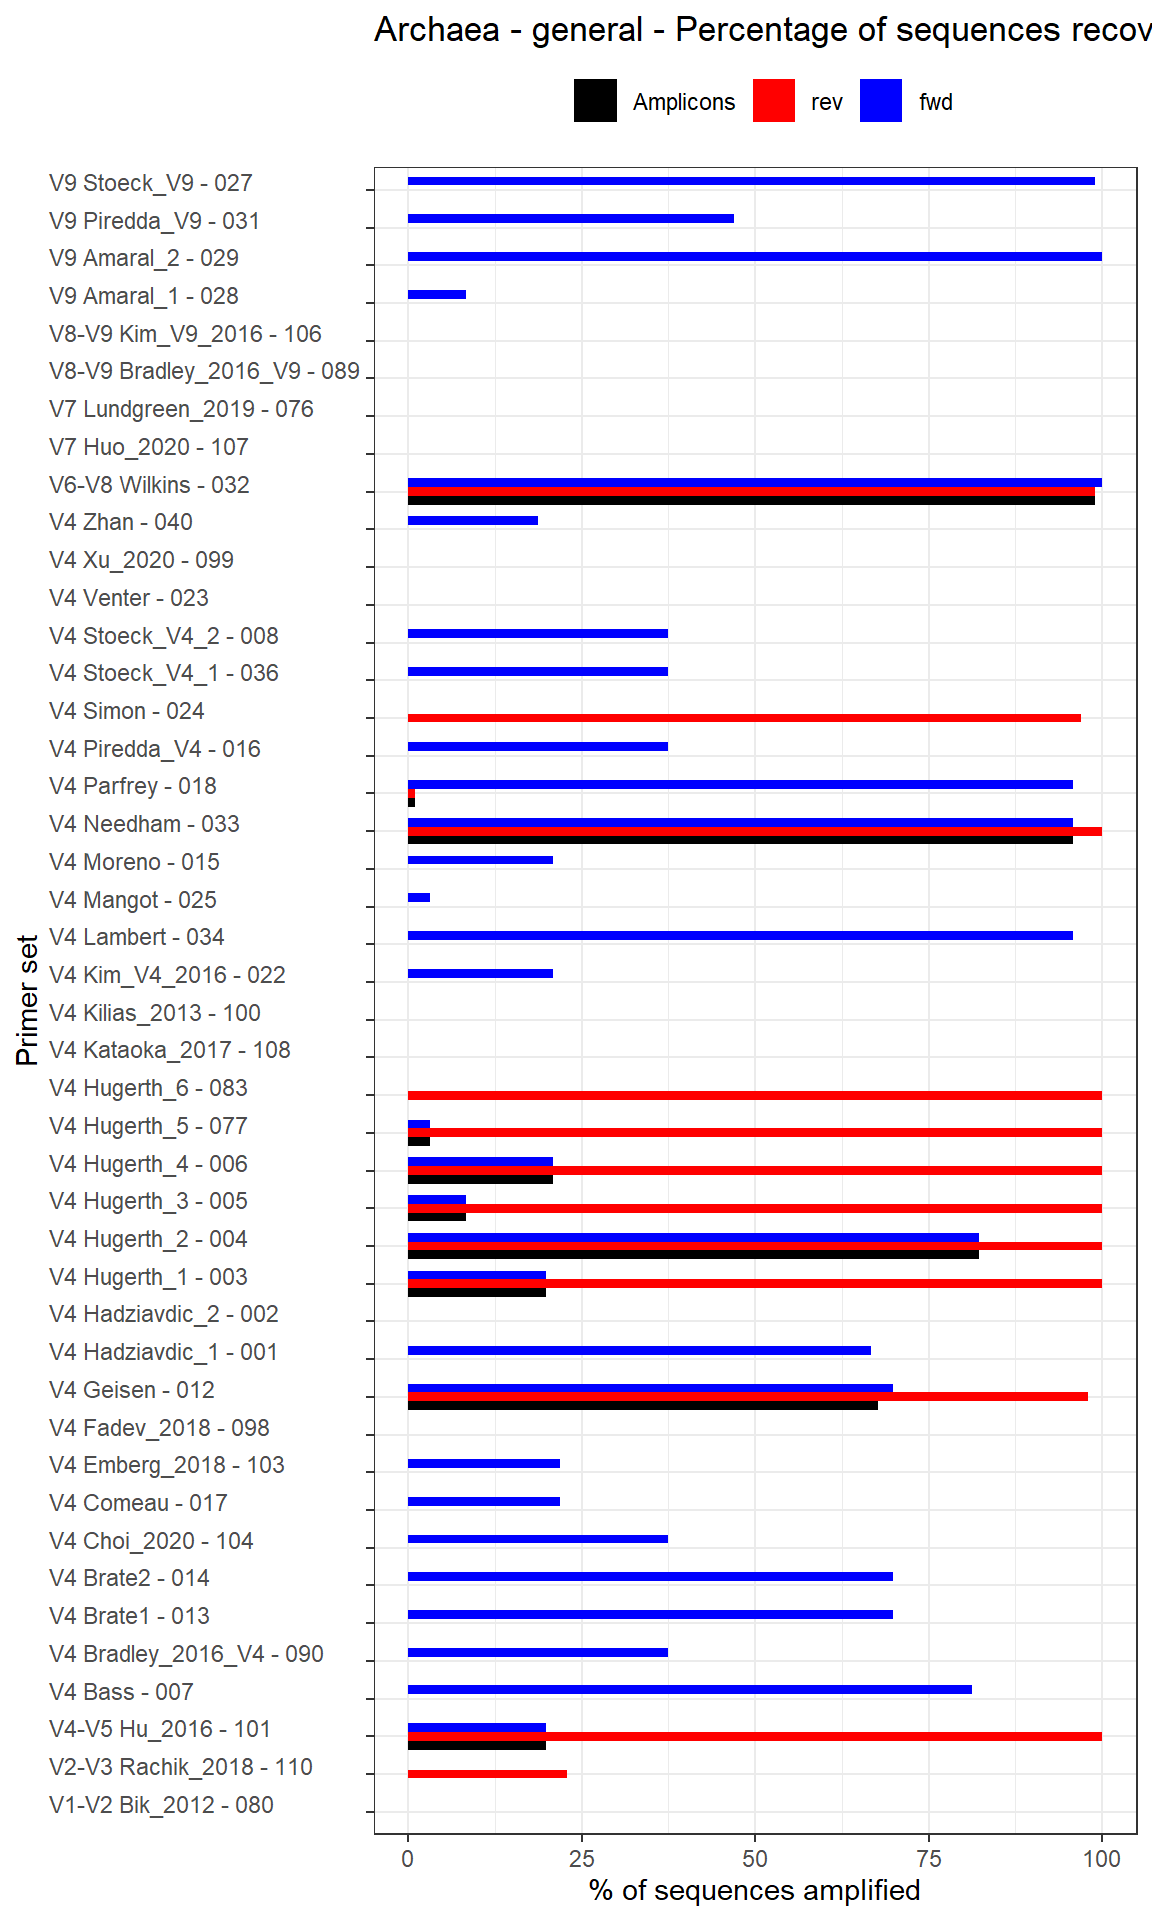 Archaea - general - Percentage of sequences recov
Amplicons rev fwd
V9 Stoeck_V9 - 027
V9 Piredda_V9 - 031
V9 Amaral_2 - 029
V9 Amaral_1 - 028
V8-V9 Kim_V9_2016 - 106
V8-V9 Bradley_2016_V9 - 089
V7 Lundgreen_2019 - 076
V7 Huo_2020 - 107
V6-V8 Wilkins - 032
V4 Zhan - 040
V4 Xu_2020 - 099
V4 Venter - 023
V4 Stoeck_V4_2 - 008
V4 Stoeck_V4_1 - 036
V4 Simon - 024
V4 Piredda_V4 - 016
V4 Parfrey - 018
V4 Needham - 033
V4 Moreno - 015
V4 Mangot - 025
V4 Lambert - 034
V4 Kim_V4_2016 - 022
V4 Kilias_2013 - 100
V4 Kataoka_2017 - 108
V4 Hugerth_6 - 083
V4 Hugerth_5 - 077
V4 Hugerth_4 - 006
V4 Hugerth_3 - 005
V4 Hugerth_2 - 004
V4 Hugerth_1 - 003
V4 Hadziavdic_2 - 002
V4 Hadziavdic_1 - 001
V4 Geisen - 012
V4 Fadev_2018 - 098
V4 Emberg_2018 - 103
V4 Comeau - 017
V4 Choi_2020 - 104
V4 Brate2 - 014
V4 Brate1 - 013
V4 Bradley_2016_V4 - 090
V4 Bass - 007
V4-V5 Hu_2016 - 101
V2-V3 Rachik_2018 - 110
V1-V2 Bik_2012 - 080
Primer set
0 25 50 75 100
% of sequences amplified